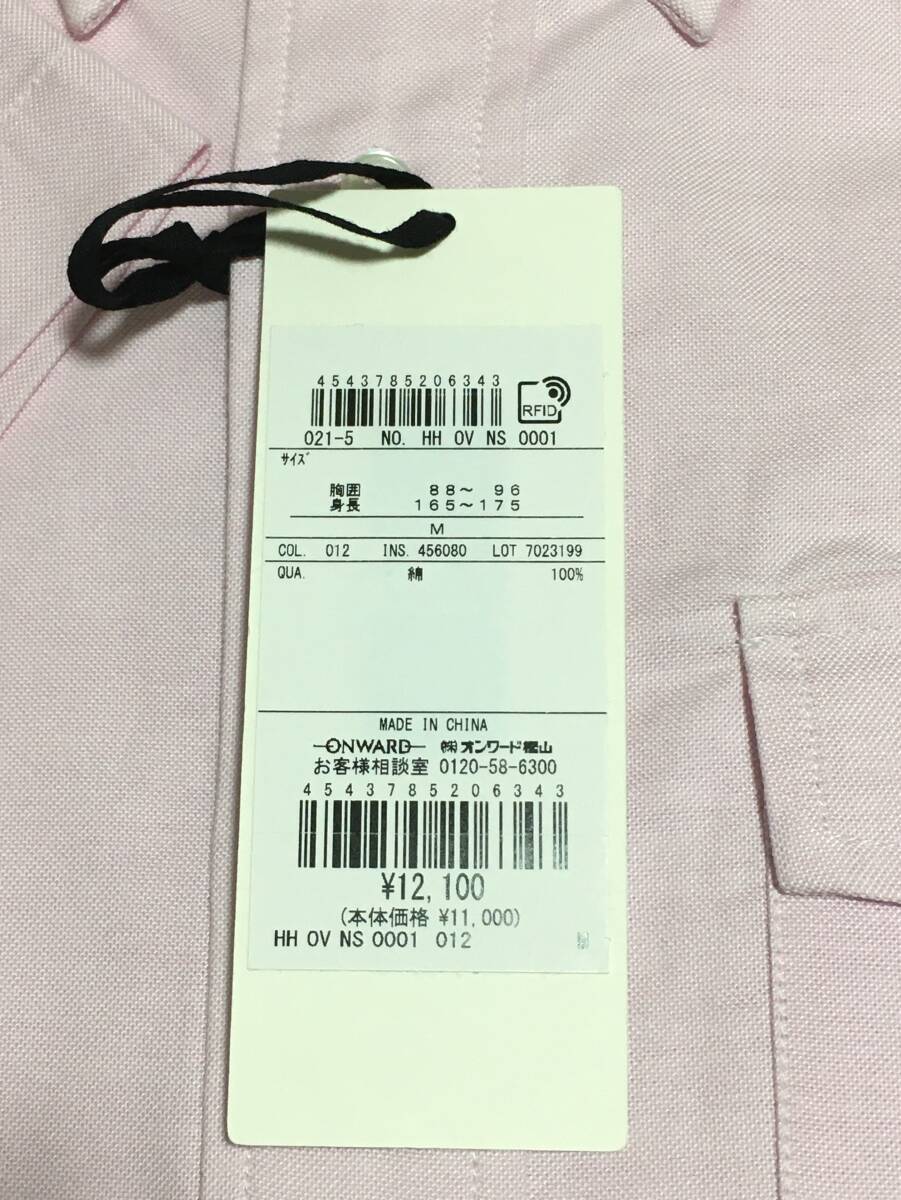 4543785206343
RFID
021-5 NO. HH OV NS 0001
サイズ
胸囲 88～ 96
身長 165～175
M
COL. 012 INS. 456080 LOT 7023199
QUA. 綿 100%
MADE IN CHINA
ONWARD ㈱オンワード樫山
お客様相談室 0120-58-6300
4543785206343
¥12,100
(本体価格 ¥11,000)
HH OV NS 0001 012